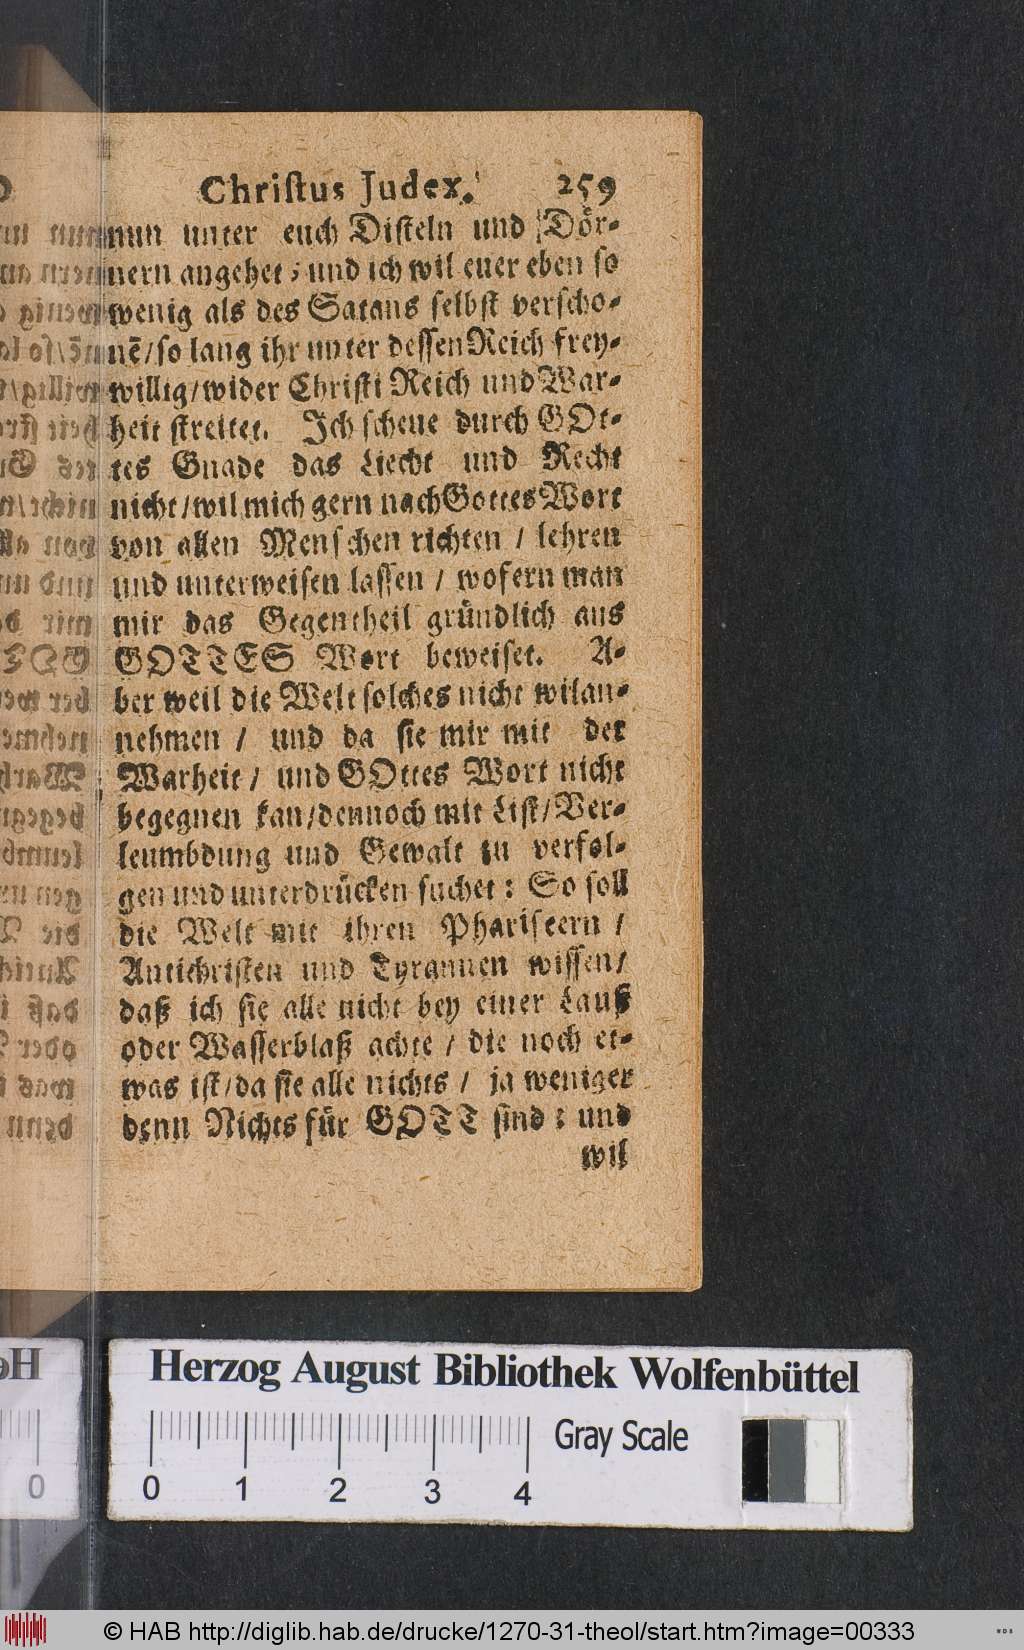 Christus Judex. 259
nun unter euch Disteln und Dör-
nern angehet; und ich wil euer eben so
wenig als des Satans selbst verscho-
nē/so lang ihr unter dessen Reich frey-
willig/wider Christi Reich und War-
heit streitet. Ich scheue durch GOt-
tes Gnade das Liecht und Recht
nicht/wil mich gern nach Gottes Wort
von allen Menschen richten / lehren
und unterweisen lassen / wofern man
mir das Gegentheil gründlich aus
GOTTES Wort beweiset. A-
ber weil die Welt solches nicht wil an-
nehmen / und da sie mir mit der
Warheit / und GOttes Wort nicht
begegnen kan/dennoch mit List/Ver-
leumbdung und Gewalt zu verfol-
gen und unterdrücken suchet: So soll
die Welt mit ihren Phariseern /
Antichristen und Tyrannen wissen/
daß ich sie alle nicht bey einer Lauß
oder Wasserblaß achte / die noch et-
was ist/da sie alle nichts / ja weniger
denn Nichts für GOTT sind: und
wil
Herzog August Bibliothek Wolfenbüttel
Gray Scale
0 1 2 3 4
© HAB http://diglib.hab.de/drucke/1270-31-theol/start.htm?image=00333